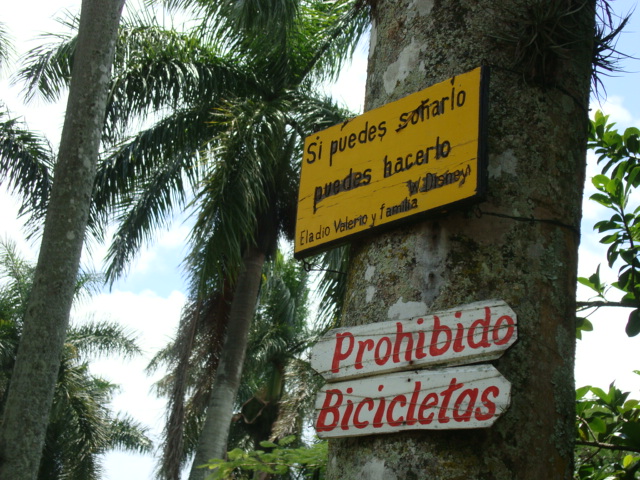 Si puedes soñarlo
puedes hacerlo
W. Disney
Eladio Valerio y familia
Prohibido
Bicicletas